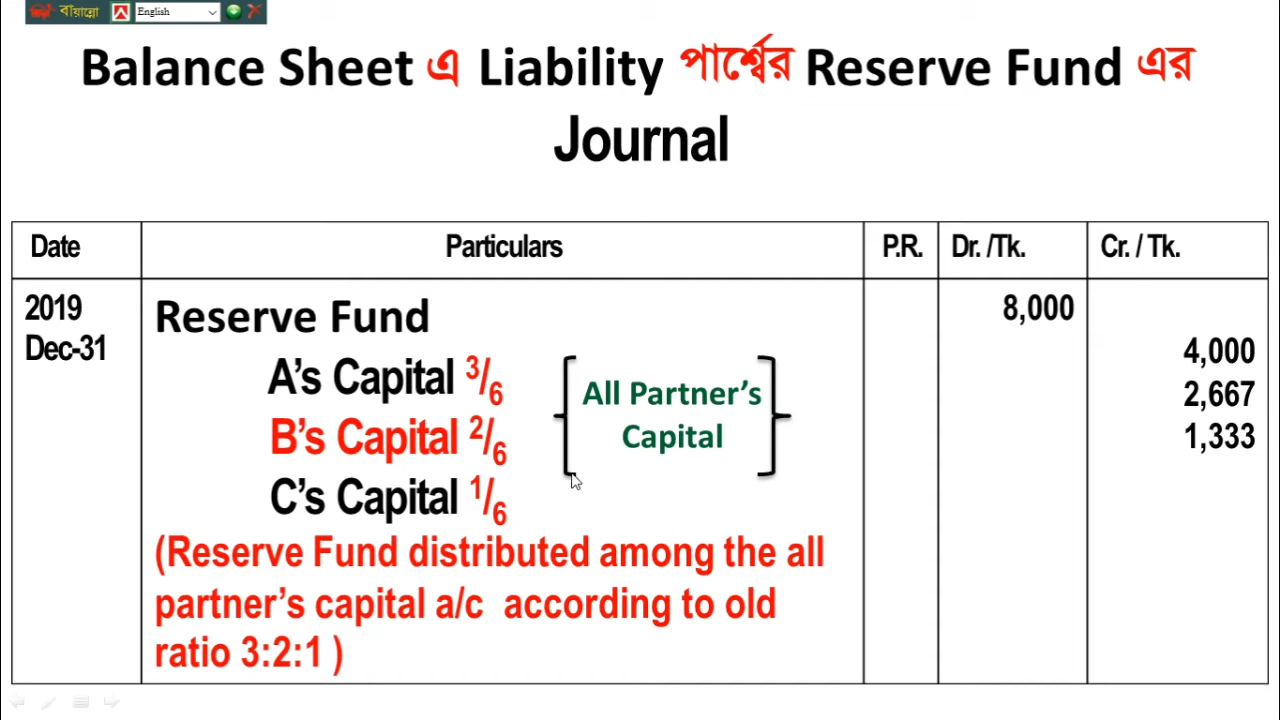 বায়ান্নো English
Balance Sheet এ Liability পার্শ্বের Reserve Fund এর
Journal
Date Particulars P.R. Dr. /Tk. Cr. / Tk.
2019 Reserve Fund 8,000
Dec-31
A's Capital 3/6 4,000
B's Capital 2/6 2,667
C's Capital 1/6 1,333
All Partner's
Capital
(Reserve Fund distributed among the all
partner's capital a/c according to old
ratio 3:2:1 )